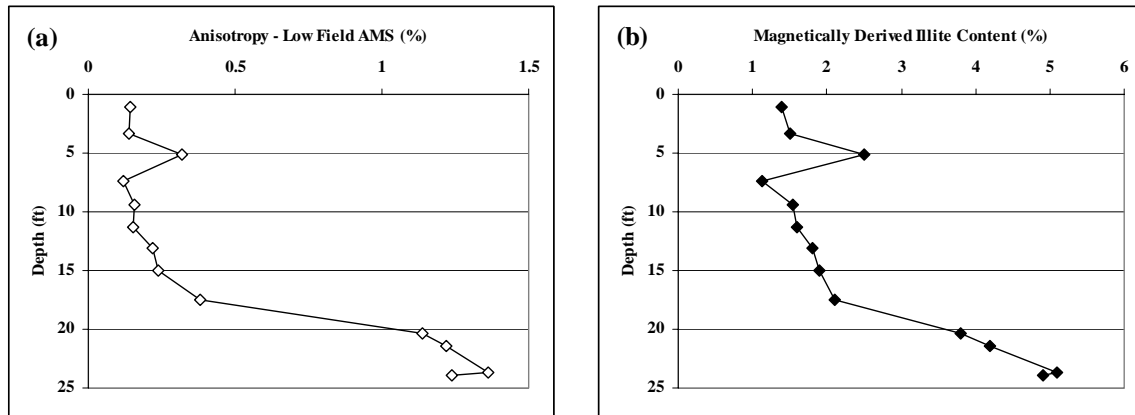 (a)
Anisotropy - Low Field AMS (%)
0 0.5 1 1.5
0
5
10
15
20
25
Depth (ft)
(b)
Magnetically Derived Illite Content (%)
0 1 2 3 4 5 6
0
5
10
15
20
25
Depth (ft)